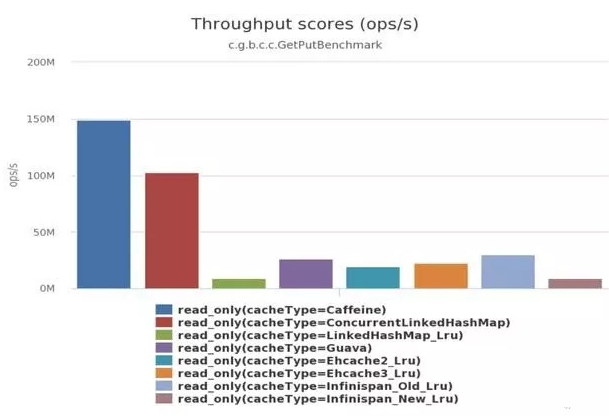 Throughput scores (ops/s)
c.g.b.c.c.GetPutBenchmark
200M
150M
100M
50M
0M
ops/s
read_only(cacheType=Caffeine)
read_only(cacheType=ConcurrentLinkedHashMap)
read_only(cacheType=LinkedHashMap_Lru)
read_only(cacheType=Guava)
read_only(cacheType=Ehcache2_Lru)
read_only(cacheType=Ehcache3_Lru)
read_only(cacheType=Infinispan_Old_Lru)
read_only(cacheType=Infinispan_New_Lru)